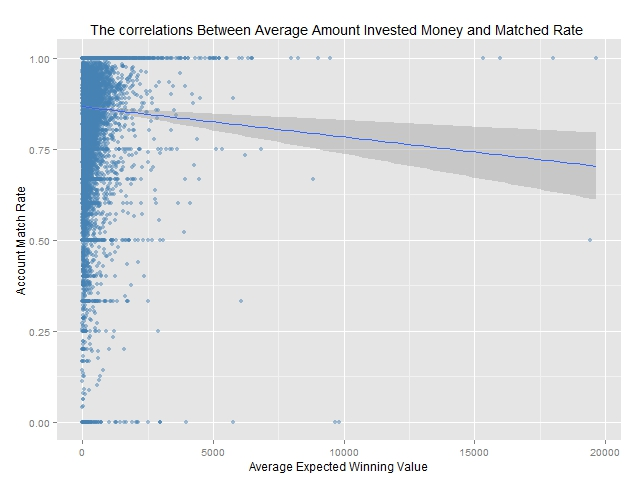 The correlations Between Average Amount Invested Money and Matched Rate
Account Match Rate
1.00
0.75
0.50
0.25
0.00
0 5000 10000 15000 20000
Average Expected Winning Value